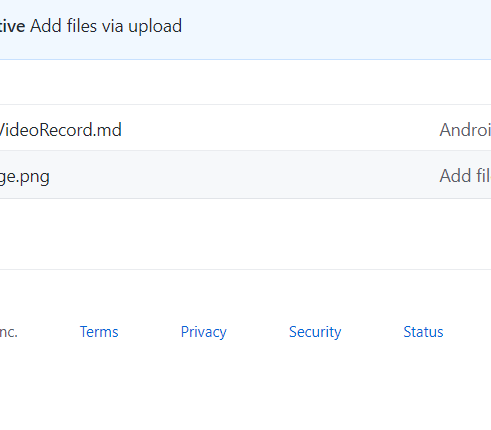 tive Add files via upload
VideoRecord.md Androi
ge.png Add fil
nc. Terms Privacy Security Status